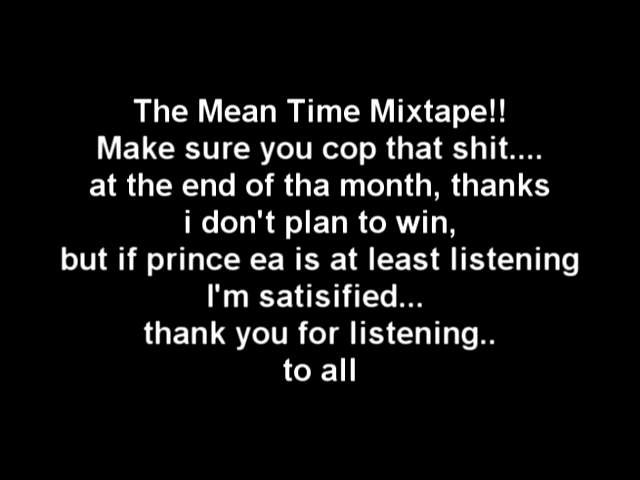 The Mean Time Mixtape!!
Make sure you cop that shit....
at the end of tha month, thanks
i don't plan to win,
but if prince ea is at least listening
I'm satisified...
thank you for listening..
to all